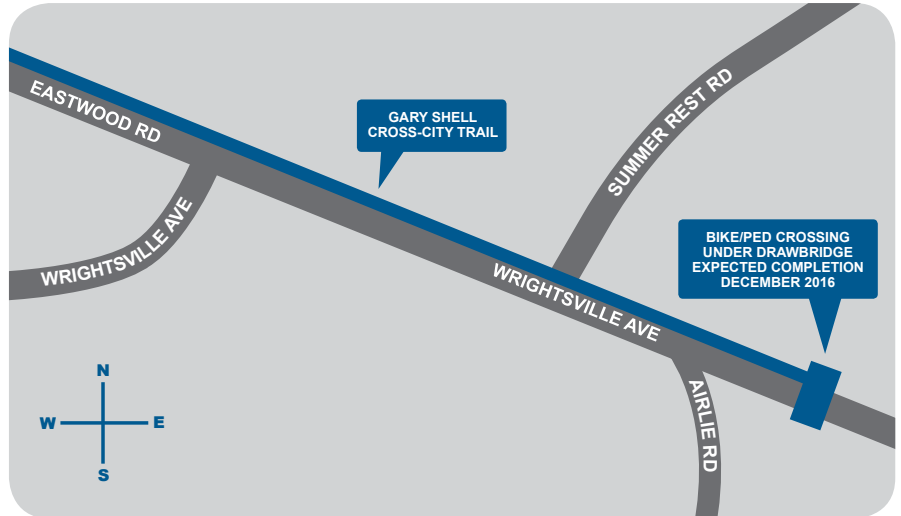 EASTWOOD RD
GARY SHELL
CROSS-CITY TRAIL
SUMMER REST RD
WRIGHTSVILLE AVE
BIKE/PED CROSSING
UNDER DRAWBRIDGE
EXPECTED COMPLETION
DECEMBER 2016
WRIGHTSVILLE AVE
AIRLIE RD
N
W E
S